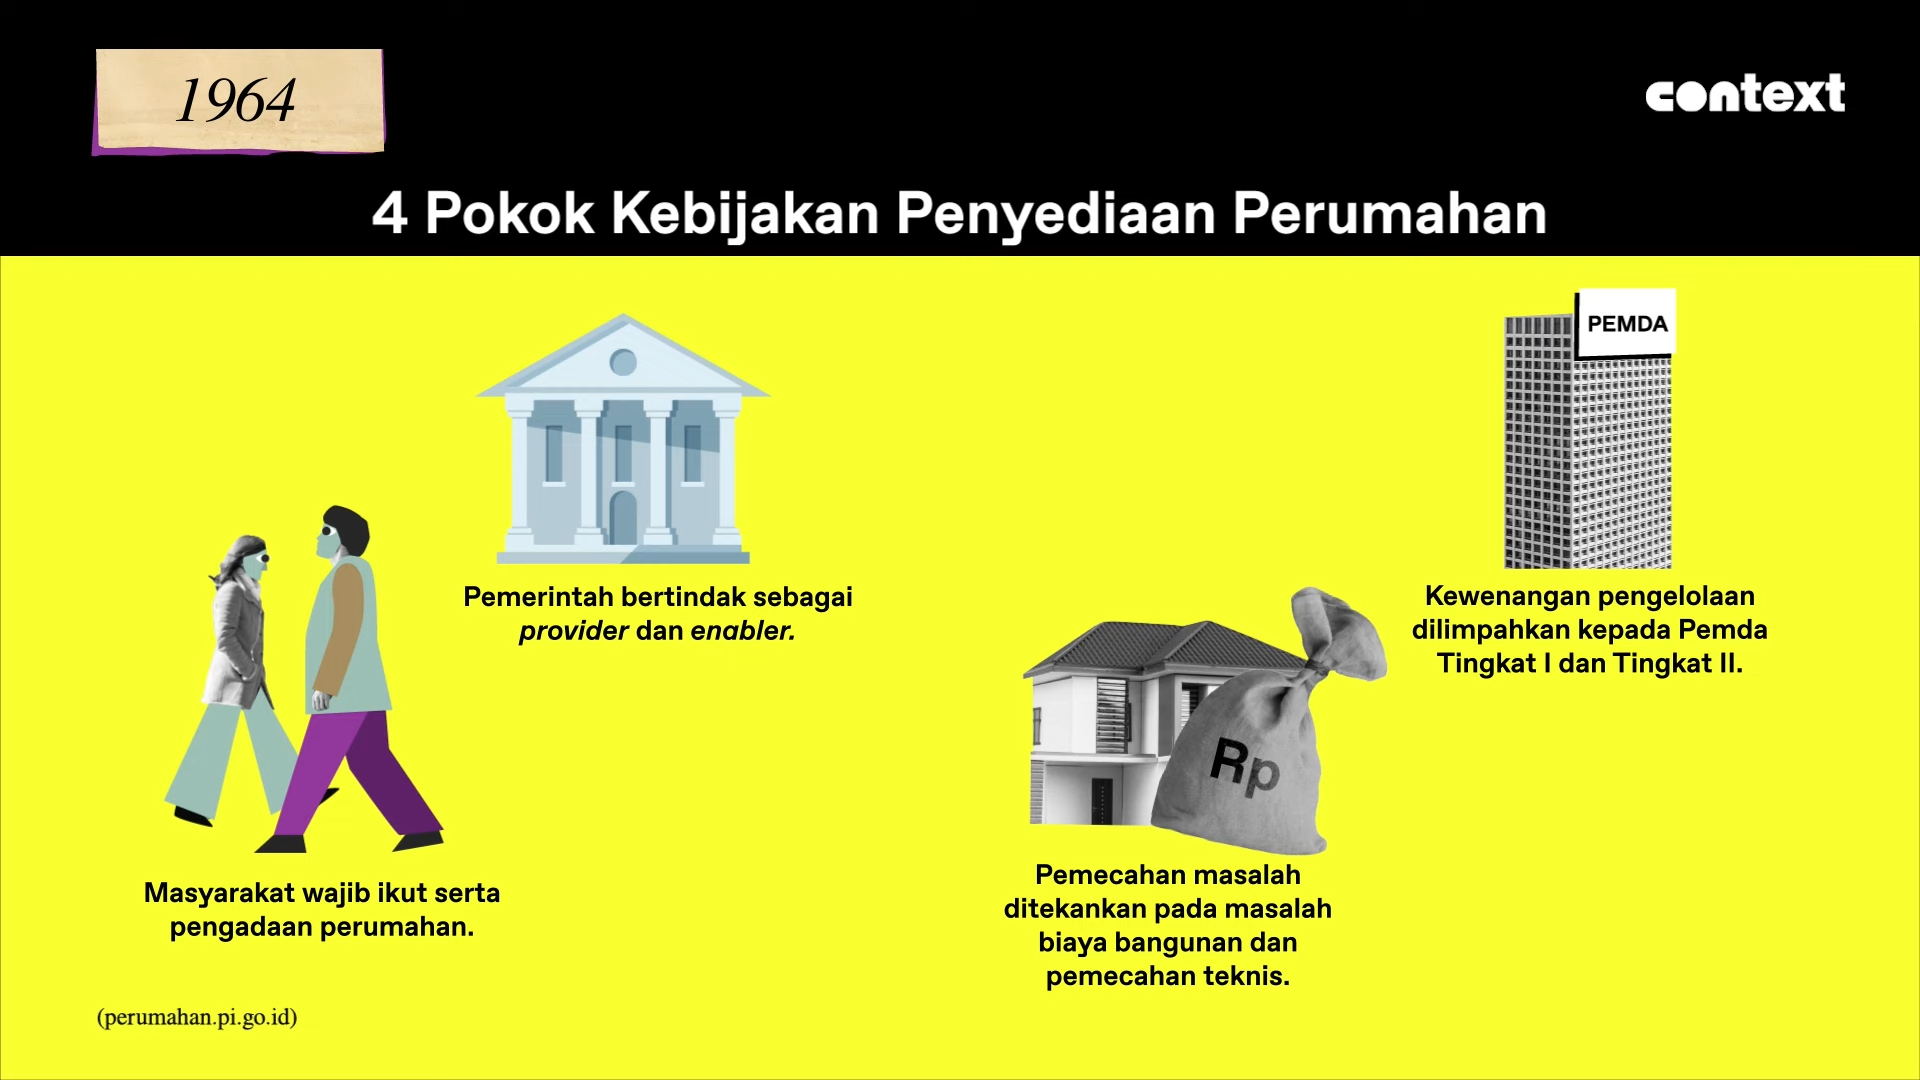 1964
context
4 Pokok Kebijakan Penyediaan Perumahan
Masyarakat wajib ikut serta
pengadaan perumahan.
Pemerintah bertindak sebagai
provider dan enabler.
Rp
Pemecahan masalah
ditekankan pada masalah
biaya bangunan dan
pemecahan teknis.
PEMDA
Kewenangan pengelolaan
dilimpahkan kepada Pemda
Tingkat I dan Tingkat II.
(perumahan.pi.go.id)